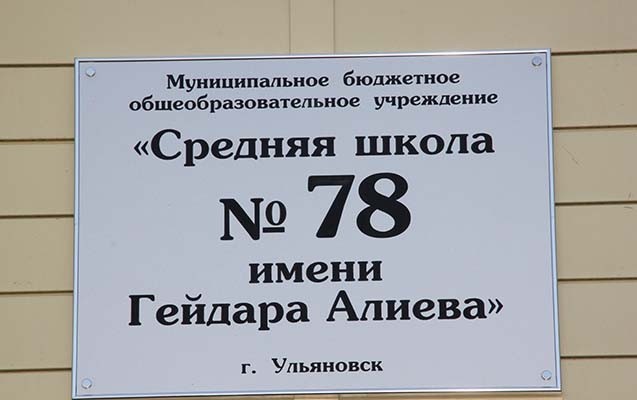 Муниципальное бюджетное
общеобразовательное учреждение
«Средняя школа
№ 78
имени
Гейдара Алиева»
г. Ульяновск